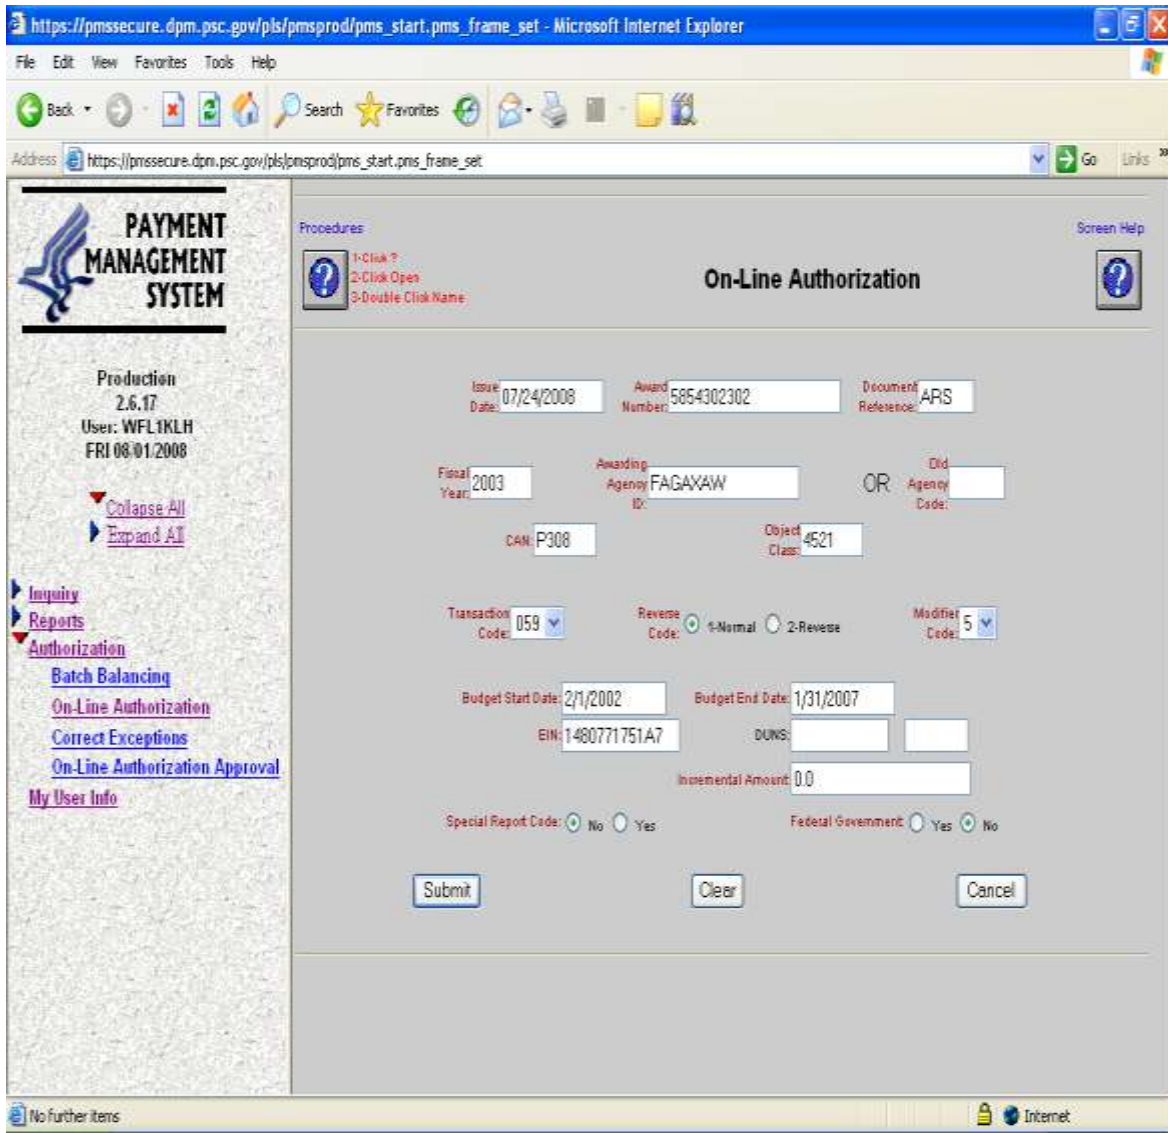 https://pmssecure.dpm.psc.gov/pls/pmsprod/pms_start.pms_frame_set - Microsoft Internet Explorer
File Edit View Favorites Tools Help
Back Search Favorites
Address https://pmssecure.dpm.psc.gov/pls/pmsprod/pms_start.pms_frame_set Go Links »
PAYMENT
MANAGEMENT
SYSTEM
Production
2.6.17
User: WFL1KLH
FRI 08/01/2008
Collapse All
Expand All
Inquiry
Reports
Authorization
Batch Balancing
On-Line Authorization
Correct Exceptions
On-Line Authorization Approval
My User Info
Procedures Screen Help
1-Click ?
2-Click Open
3-Double Click Name
On-Line Authorization
Issue Date: 07/24/2008 Award Number: 5854302302 Document Reference: ARS
Fiscal Year: 2003 Awarding Agency ID: FAGAXAW OR Old Agency Code:
CAN: P308 Object Class: 4521
Transaction Code: 059 Reverse Code: 1-Normal 2-Reverse Modifier Code: 5
Budget Start Date: 2/1/2002 Budget End Date: 1/31/2007
EIN: 1480771751A7 DUNS:
Incremental Amount: 0.0
Special Report Code: No Yes Federal Government: Yes No
Submit Clear Cancel
No further items Internet